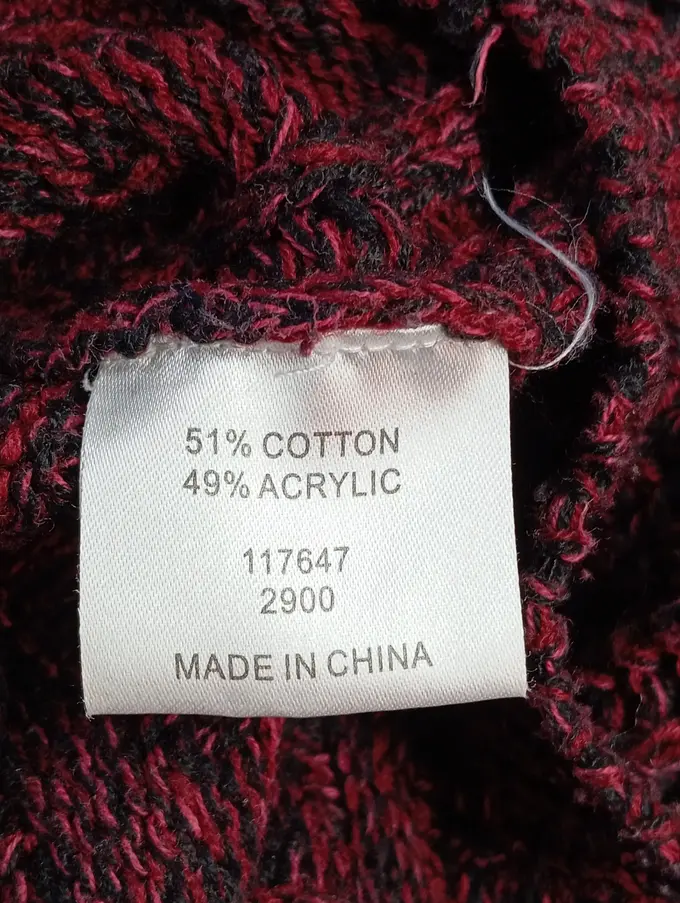 51% COTTON
49% ACRYLIC
117647
2900
MADE IN CHINA